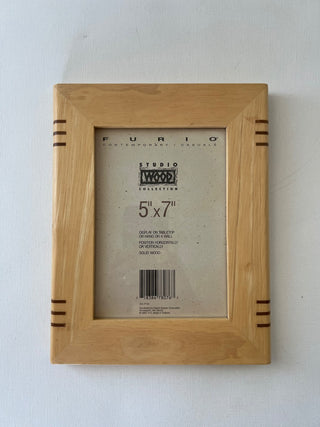 FURIO
CONTEMPORARY / CASUALS
STUDIO
WOOD
COLLECTION
5"x7"
DISPLAY ON TABLETOP
OR HANG ON A WALL
POSITION HORIZONTALLY
OR VERTICALLY
SOLID WOOD